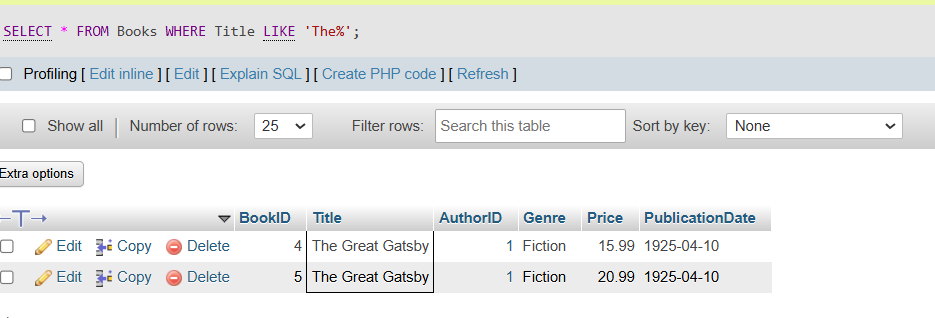 SELECT * FROM Books WHERE Title LIKE 'The%';
Profiling [ Edit inline ] [ Edit ] [ Explain SQL ] [ Create PHP code ] [ Refresh ]
Show all | Number of rows: 25 Filter rows: Search this table Sort by key: None
Extra options
BookID Title AuthorID Genre Price PublicationDate
Edit Copy Delete 4 The Great Gatsby 1 Fiction 15.99 1925-04-10
Edit Copy Delete 5 The Great Gatsby 1 Fiction 20.99 1925-04-10